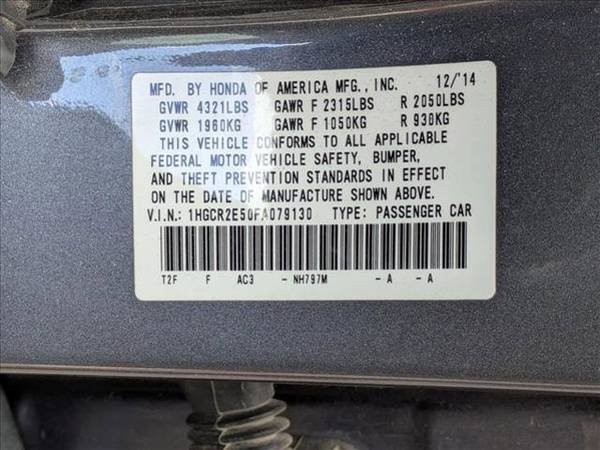 MFD. BY HONDA OF AMERICA MFG., INC. 12/'14
GVWR 4321LBS GAWR F 2315LBS R 2050LBS
GVWR 1960KG GAWR F 1050KG R 930KG
THIS VEHICLE CONFORMS TO ALL APPLICABLE
FEDERAL MOTOR VEHICLE SAFETY, BUMPER,
AND THEFT PREVENTION STANDARDS IN EFFECT
ON THE DATE OF MANUFACTURE SHOWN ABOVE.
V.I.N.: 1HGCR2E50FA079130 TYPE: PASSENGER CAR
T2F F AC3 - NH797M - A - A